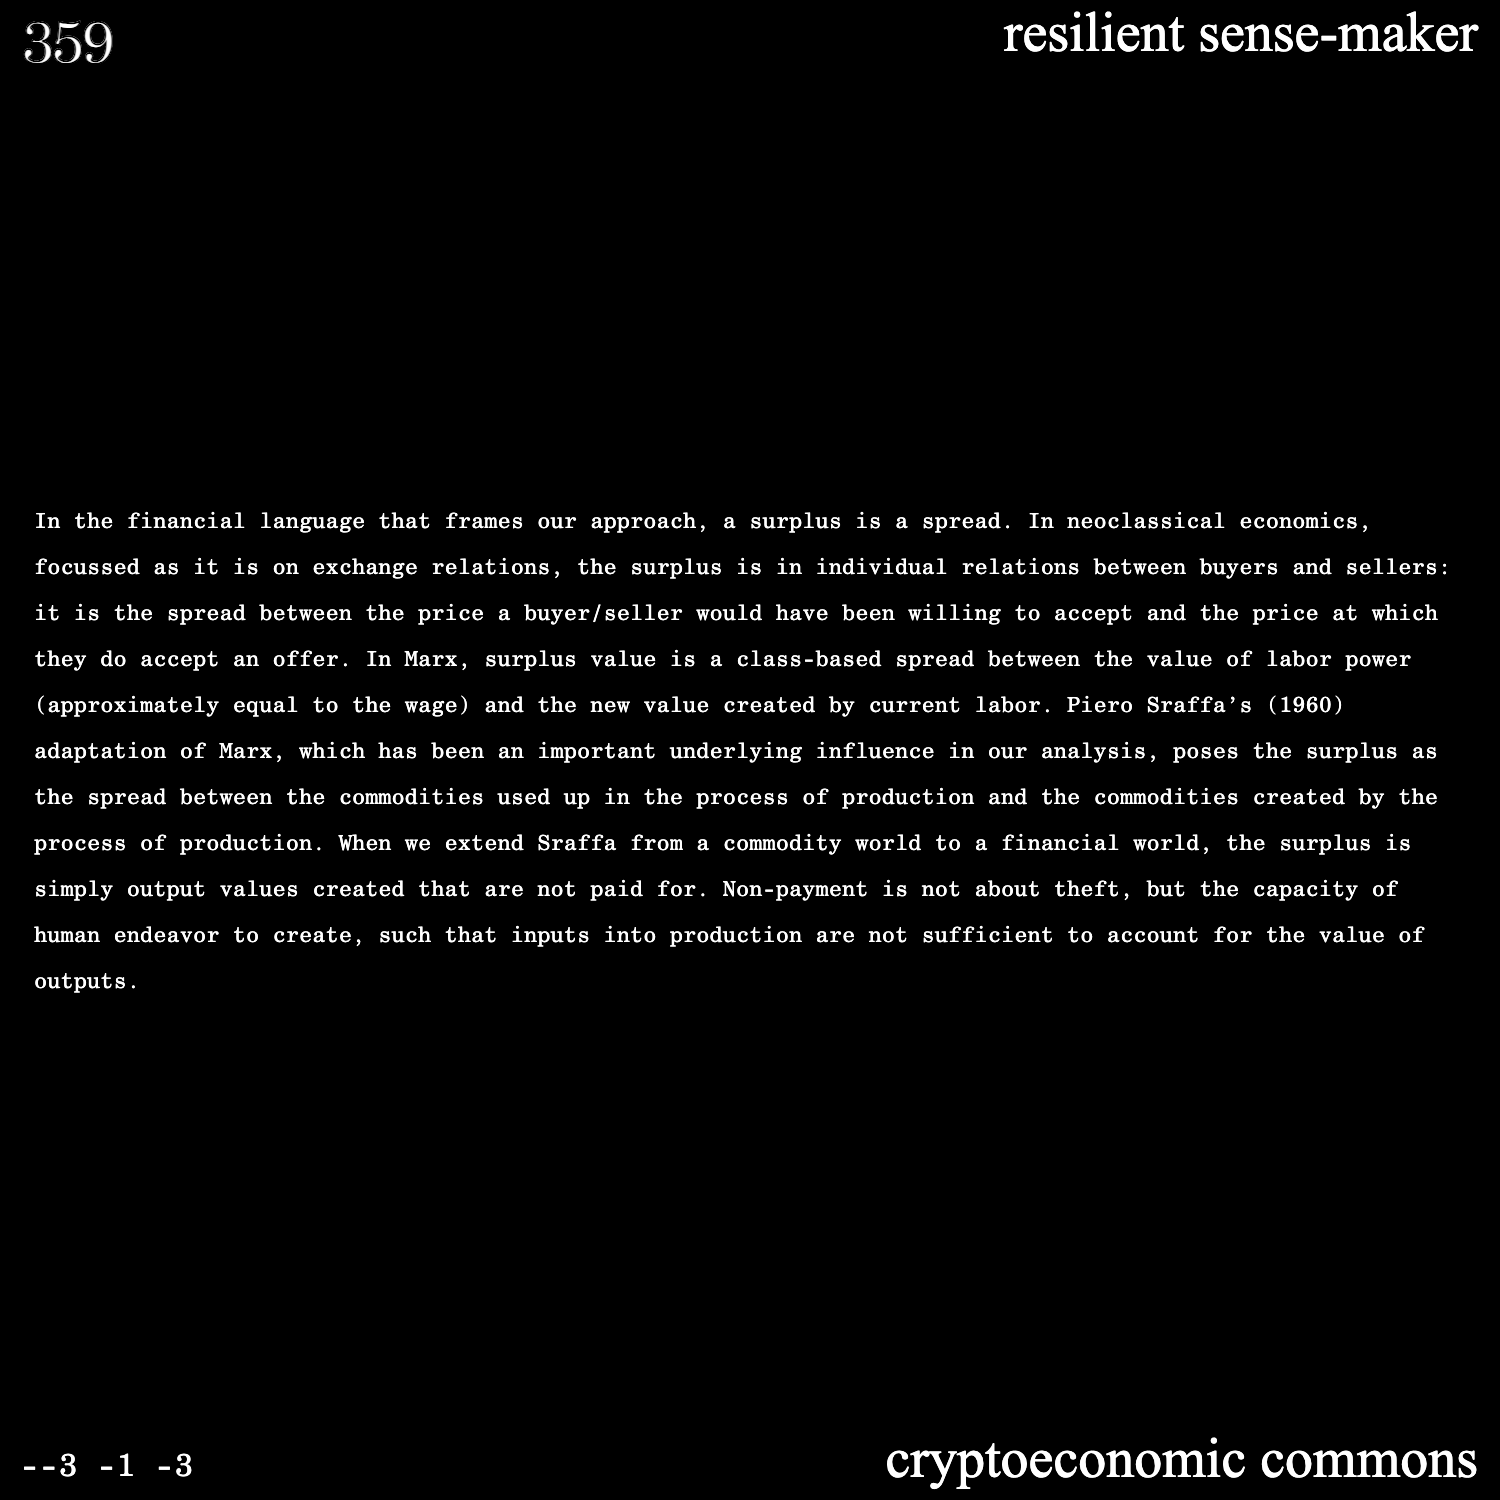 359
resilient sense-maker
In the financial language that frames our approach, a surplus is a spread. In neoclassical economics,
focussed as it is on exchange relations, the surplus is in individual relations between buyers and sellers:
it is the spread between the price a buyer/seller would have been willing to accept and the price at which
they do accept an offer. In Marx, surplus value is a class-based spread between the value of labor power
(approximately equal to the wage) and the new value created by current labor. Piero Sraffa’s (1960)
adaptation of Marx, which has been an important underlying influence in our analysis, poses the surplus as
the spread between the commodities used up in the process of production and the commodities created by the
process of production. When we extend Sraffa from a commodity world to a financial world, the surplus is
simply output values created that are not paid for. Non-payment is not about theft, but the capacity of
human endeavor to create, such that inputs into production are not sufficient to account for the value of
outputs.
--3 -1 -3
cryptoeconomic commons